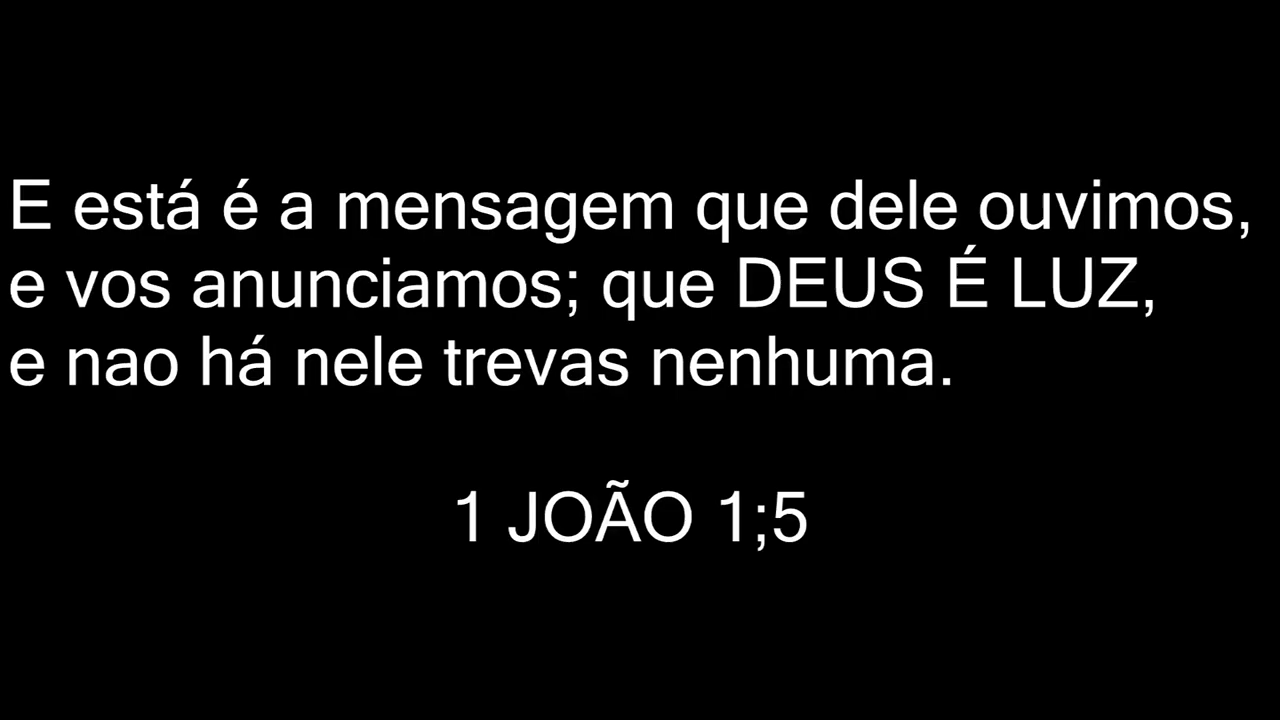 E está é a mensagem que dele ouvimos,
e vos anunciamos; que DEUS É LUZ,
e nao há nele trevas nenhuma.
1 JOÃO 1;5